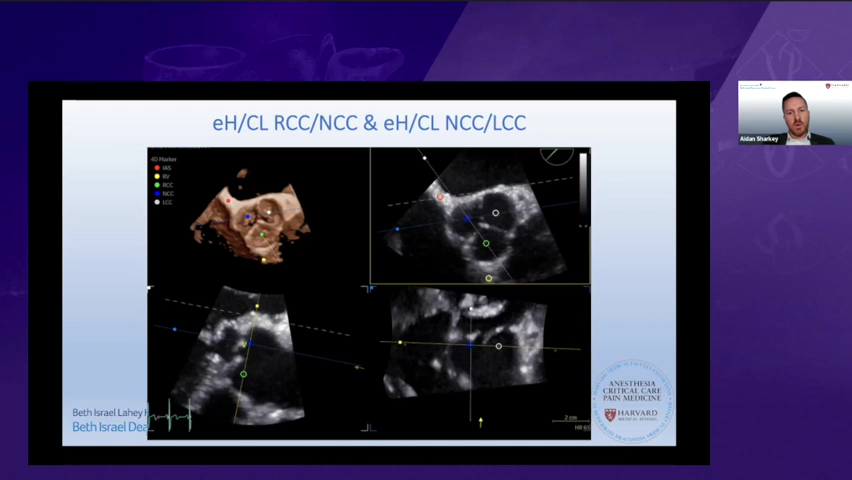 eH/CL RCC/NCC & eH/CL NCC/LCC
4D Marker
IAS
RV
RCC
NCC
LCC
2 cm
Beth Israel Lahey H
Beth Israel Dea
ANESTHESIA
CRITICAL CARE
PAIN MEDICINE
HARVARD
MEDICAL SCHOOL
HARVARD
Aidan Sharkey